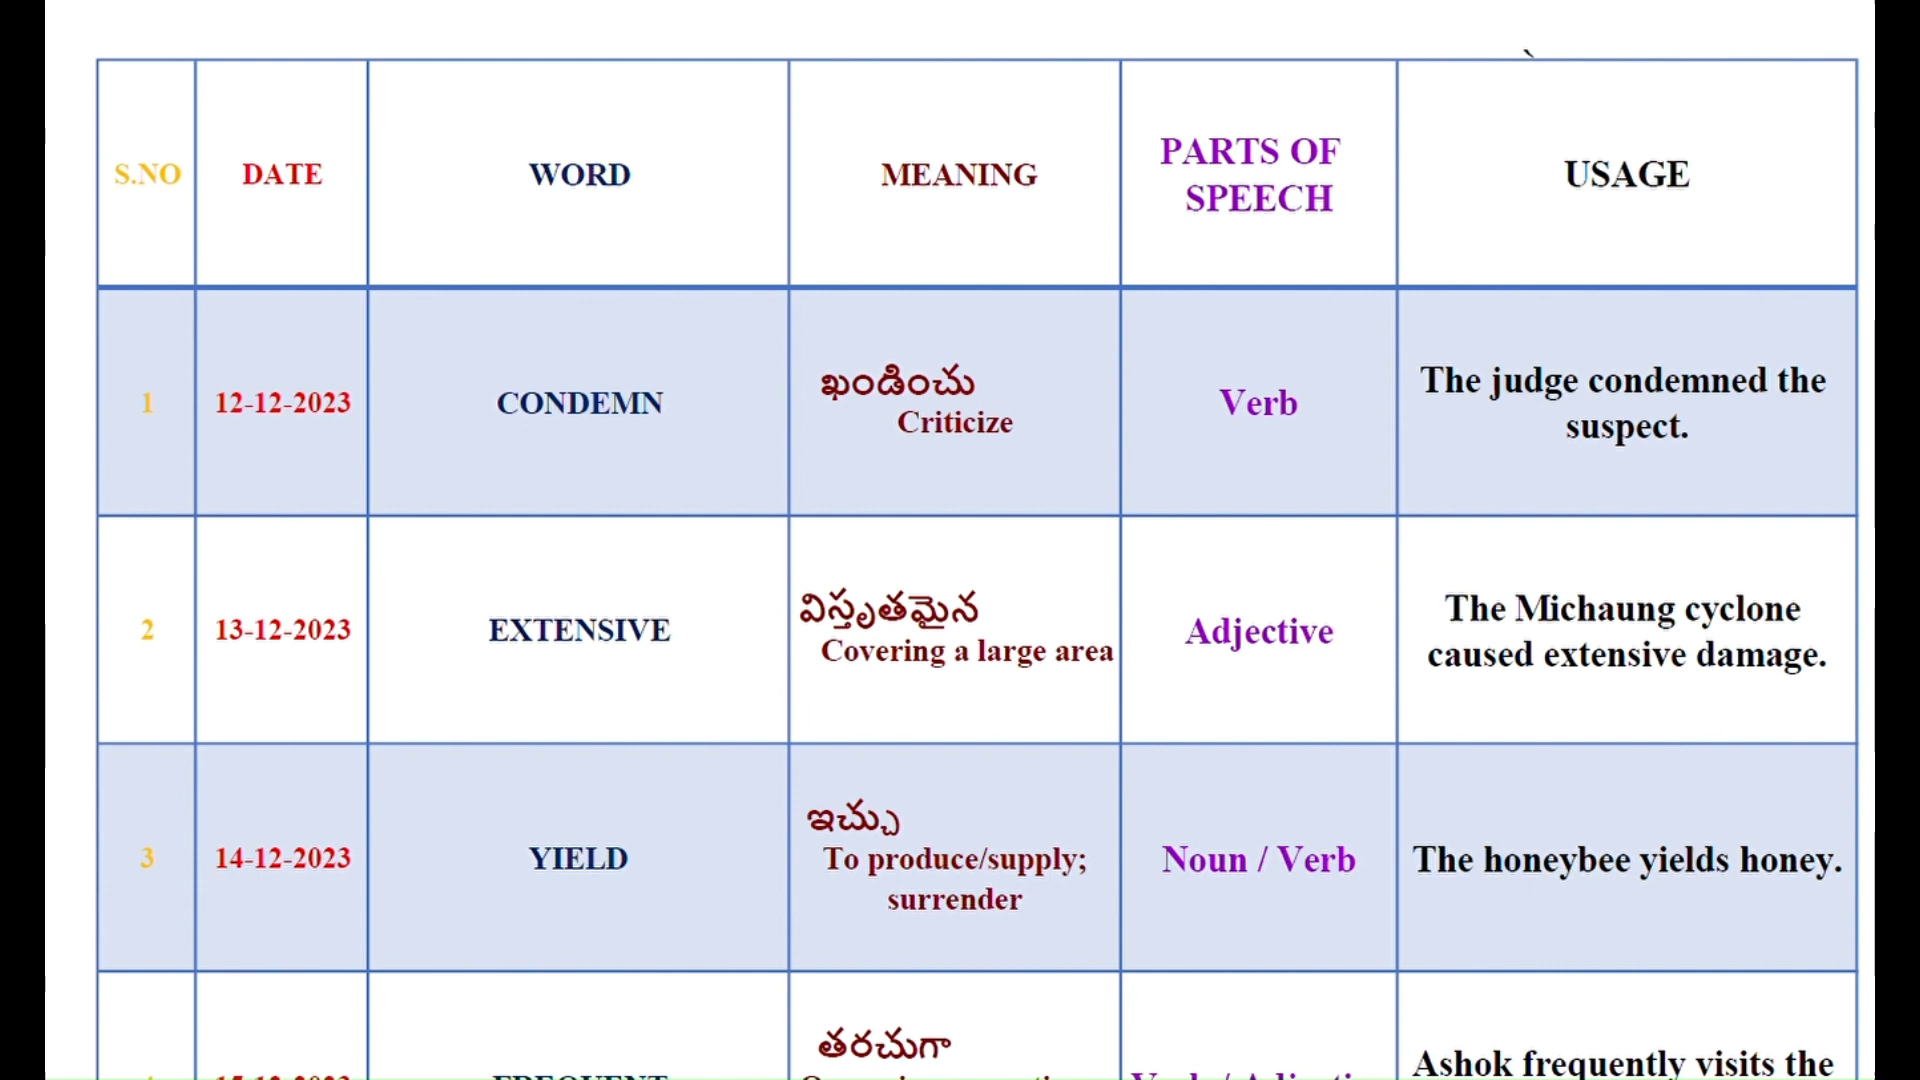 S.NO DATE WORD MEANING PARTS OF SPEECH USAGE
1 12-12-2023 CONDEMN ఖండించు Criticize Verb The judge condemned the suspect.
2 13-12-2023 EXTENSIVE విస్తృతమైన Covering a large area Adjective The Michaung cyclone caused extensive damage.
3 14-12-2023 YIELD ఇచ్చు To produce/supply; surrender Noun / Verb The honeybee yields honey.
తరచుగా Ashok frequently visits the